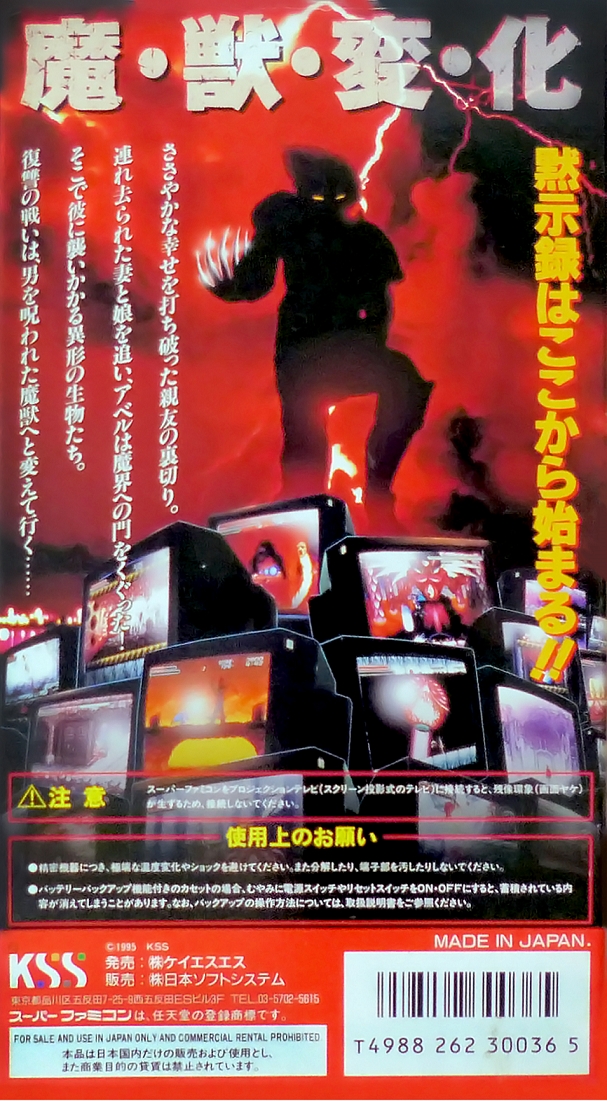 魔・獣・変・化
黙示録はここから始まる!!
ささやかな幸せを打ち破った親友の裏切り。
連れ去られた妻と娘を追い、アベルは魔界への門をくぐった…
そこで彼に襲いかかる異形の生物たち。
復讐の戦いは、男を呪われた魔獣へと変えて行く……
注意
スーパーファミコンをプロジェクションテレビ(スクリーン投影式のテレビ)に接続すると、残像現象(画面ヤケ)
が生ずるため、接続しないでください。
使用上のお願い
●精密機器につき、極端な温度変化やショックを避けてください。また分解したり、端子部を汚したりしないでください。
●バッテリーバックアップ機能付きのカセットの場合、むやみに電源スイッチやリセットスイッチをON・OFFにすると、蓄積されている内
容が消えてしまうことがあります。なお、バックアップの操作方法については、取扱説明書をご参照ください。
MADE IN JAPAN.
KSS
©1995 KSS
発売:㈱ケイエスエス
販売:㈱日本ソフトシステム
東京都品川区五反田7-25-8西五反田ESビル3F TEL.03-5702-5615
スーパーファミコンは、任天堂の登録商標です。
FOR SALE AND USE IN JAPAN ONLY AND COMMERCIAL RENTAL PROHIBITED
本品は日本国内だけの販売および使用とし、
また商業目的の賃貸は禁止されています。
T4988 262 30036 5